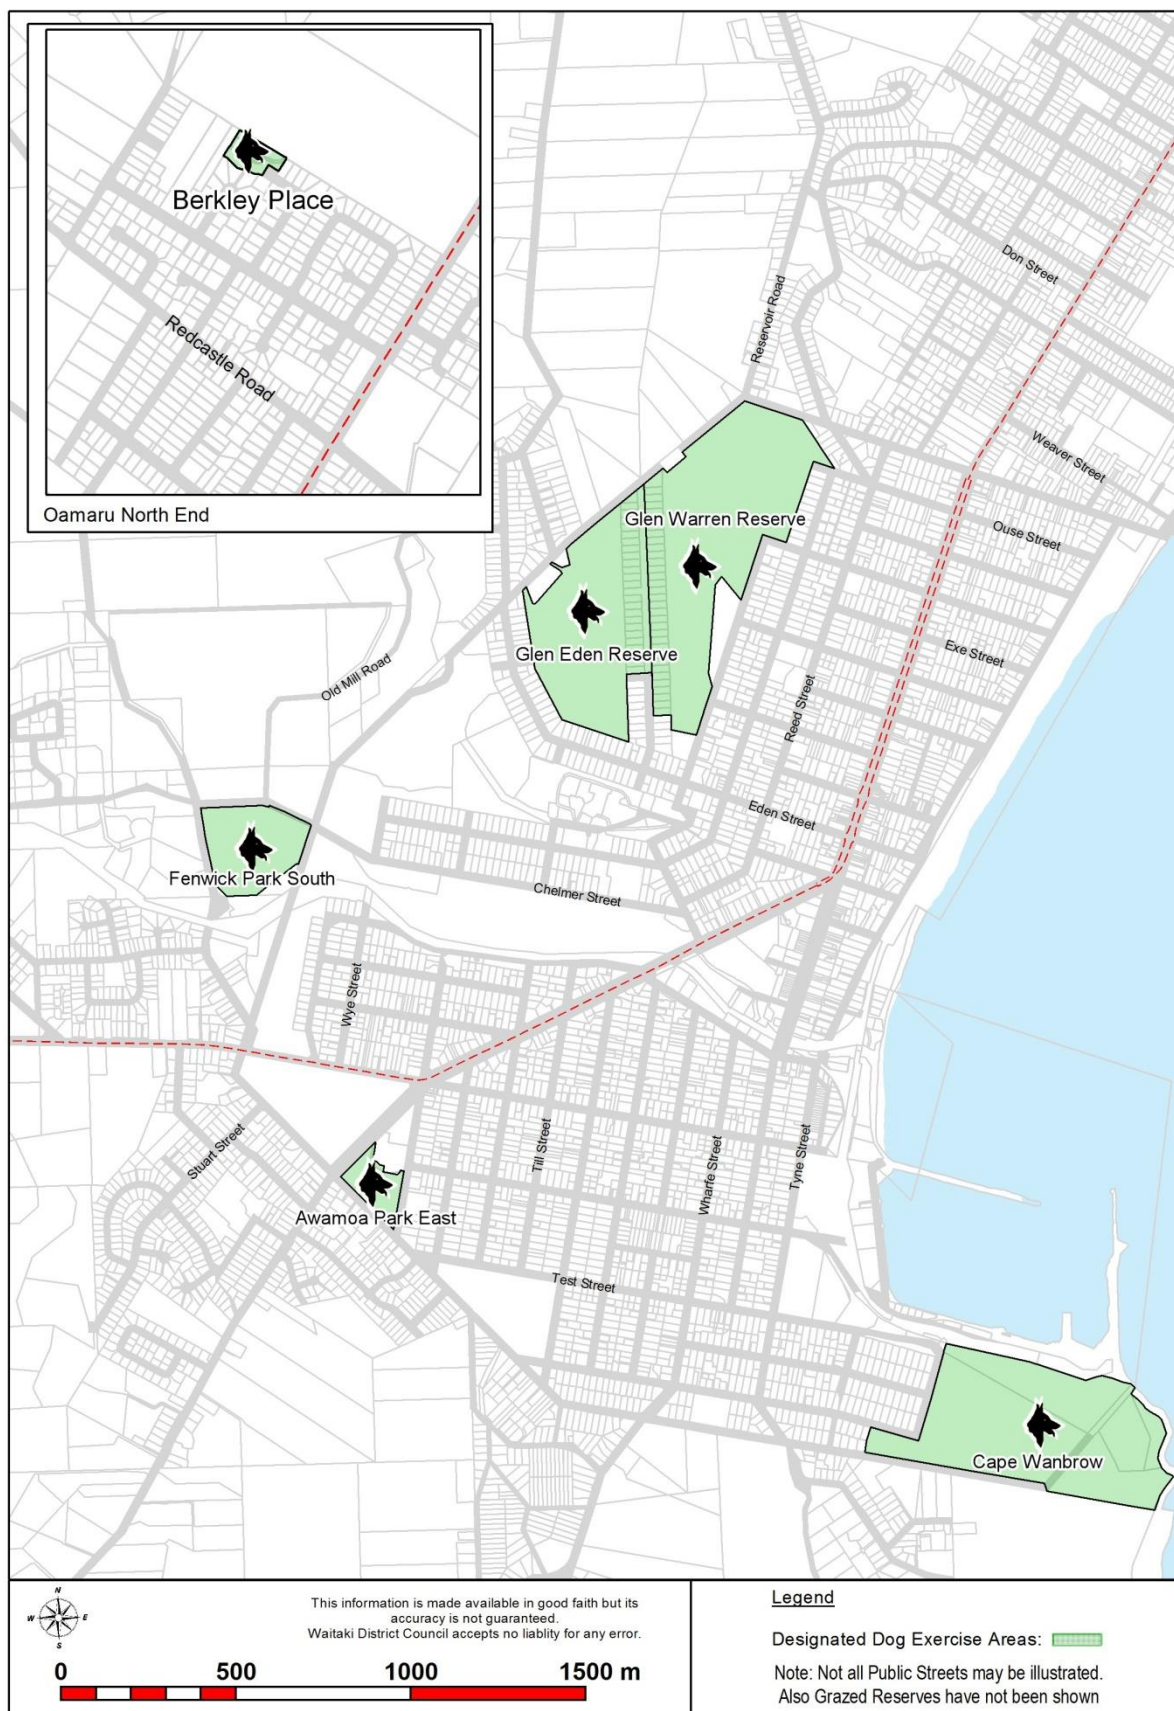 Berkley Place
Redcastle Road
Oamaru North End
Reservoir Road
Don Street
Weaver Street
Ouse Street
Glen Warren Reserve
Glen Eden Reserve
Exe Street
Old Mill Road
Reed Street
Eden Street
Fenwick Park South
Chelmer Street
Wye Street
Stuart Street
Till Street
Wharfe Street
Tyne Street
Awamoa Park East
Test Street
Cape Wanbrow
N
W E
S
This information is made available in good faith but its
accuracy is not guaranteed.
Waitaki District Council accepts no liablity for any error.
0 500 1000 1500 m
Legend
Designated Dog Exercise Areas:
Note: Not all Public Streets may be illustrated.
Also Grazed Reserves have not been shown